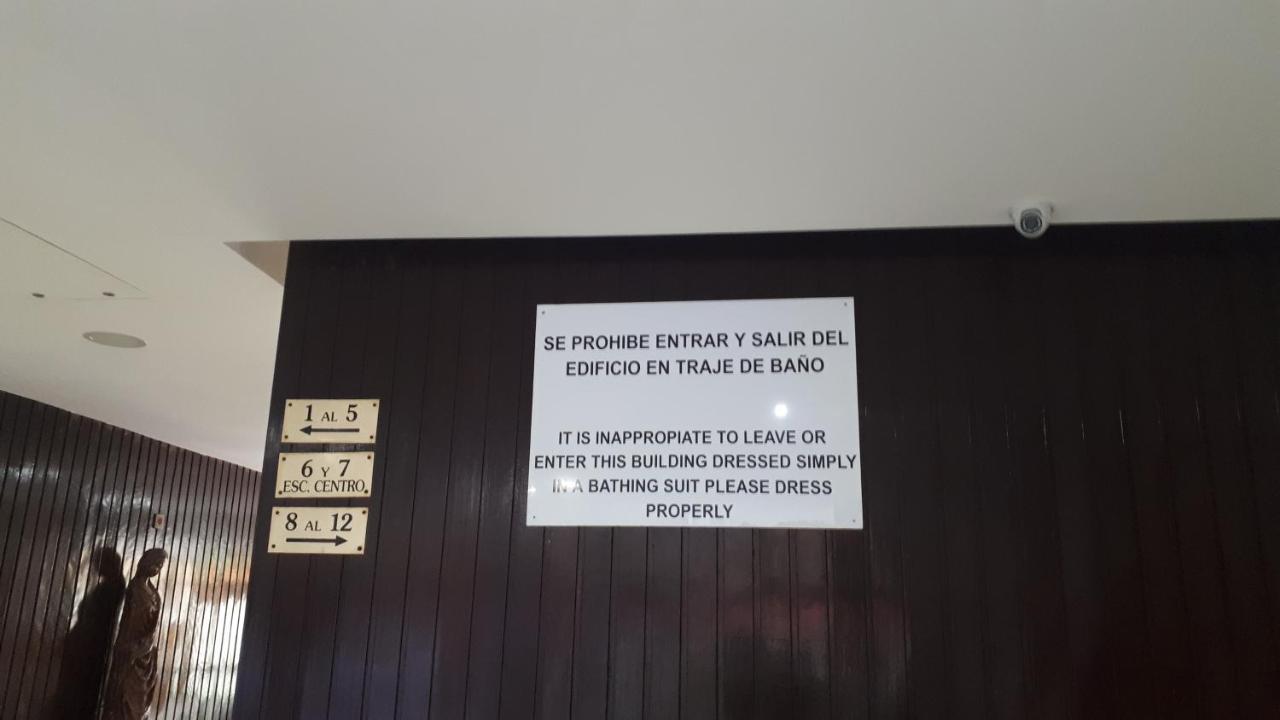 SE PROHIBE ENTRAR Y SALIR DEL
EDIFICIO EN TRAJE DE BAÑO
IT IS INAPPROPIATE TO LEAVE OR
ENTER THIS BUILDING DRESSED SIMPLY
IN A BATHING SUIT PLEASE DRESS
PROPERLY
1 AL 5
6 Y 7
ESC. CENTRO
8 AL 12